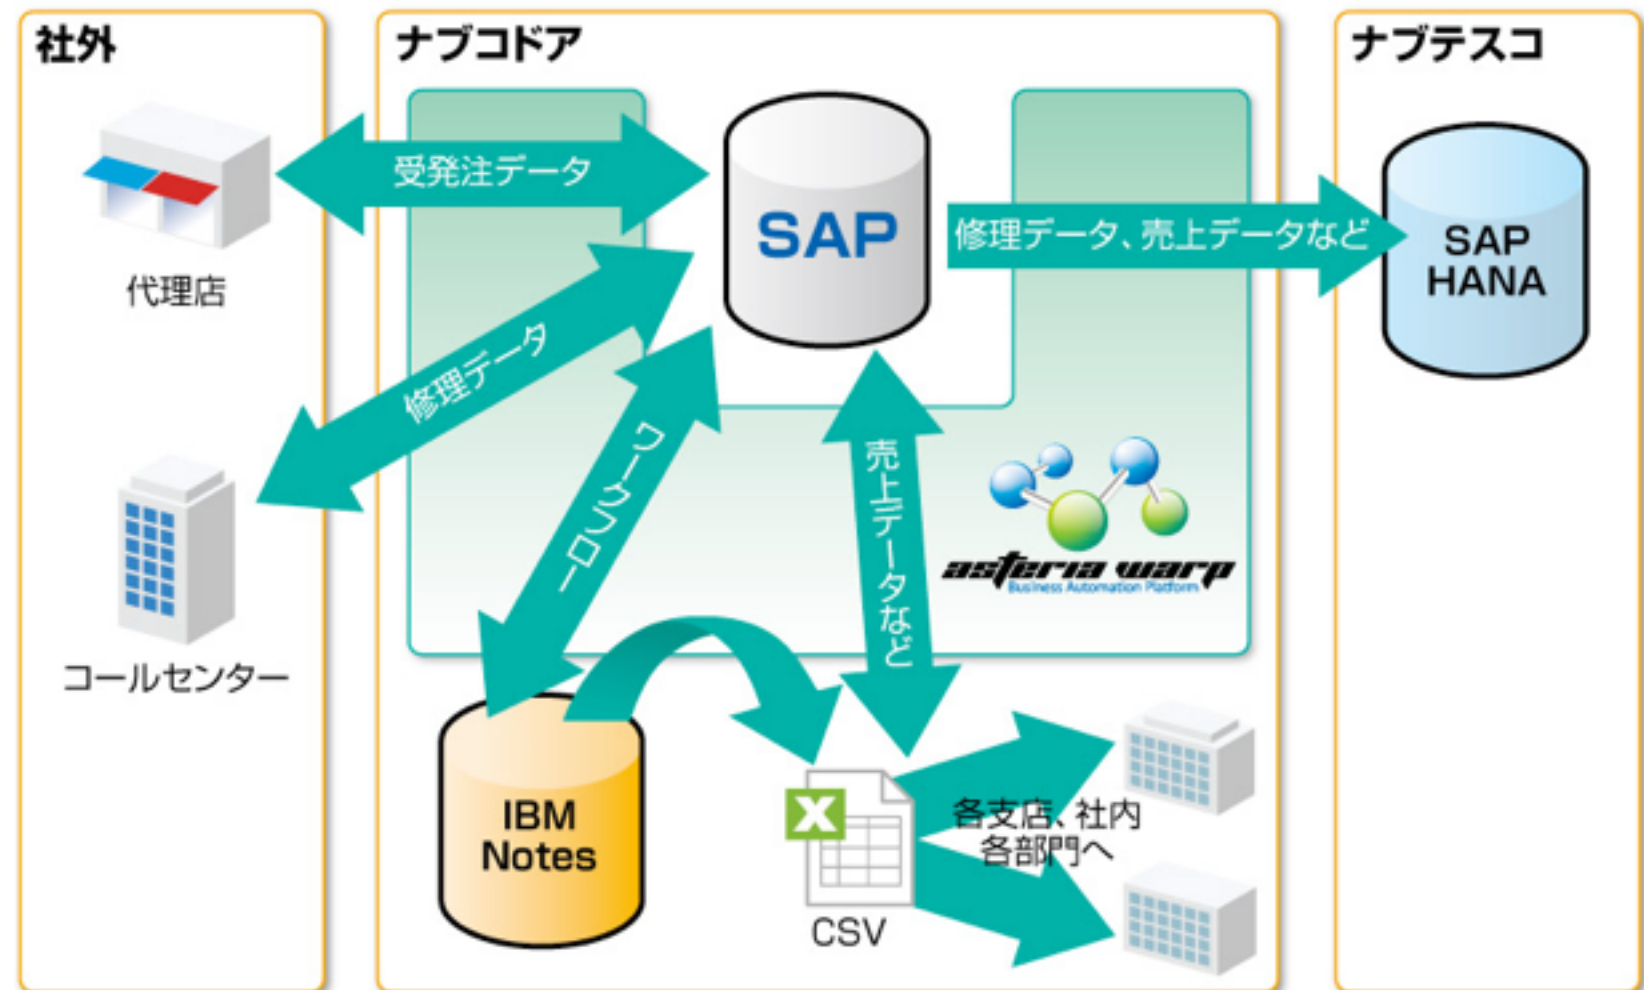 社外
ナブコドア
ナブテスコ
受発注データ
SAP
修理データ、売上データなど
SAP
HANA
代理店
修理データ
ワークフロー
売上データなど
asteria warp
Business Automation Platform
コールセンター
IBM
Notes
X
各支店、社内
各部門へ
CSV